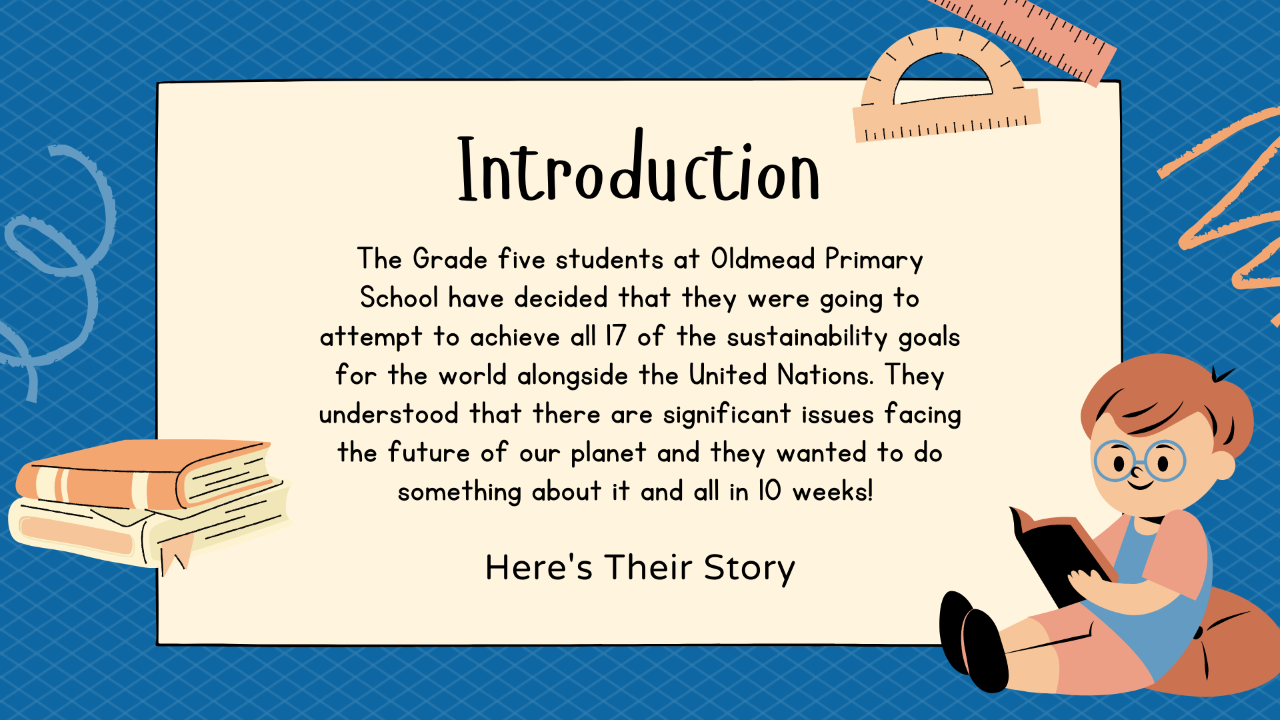 Introduction
The Grade five students at Oldmead Primary
School have decided that they were going to
attempt to achieve all 17 of the sustainability goals
for the world alongside the United Nations. They
understood that there are significant issues facing
the future of our planet and they wanted to do
something about it and all in 10 weeks!
Here's Their Story